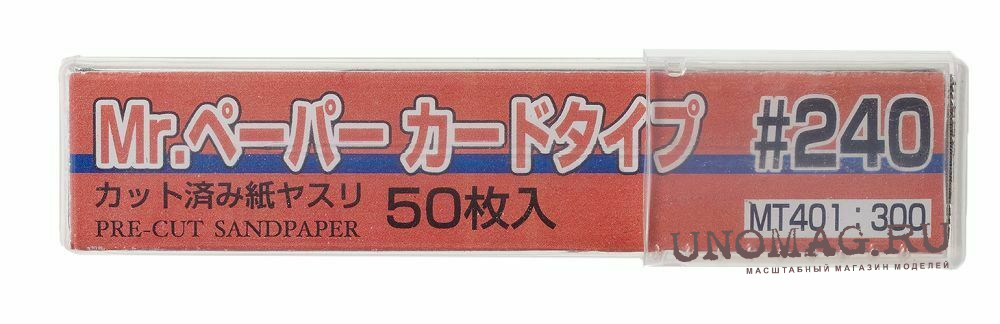 Mr.ペーパー カードタイプ #240
カット済み紙ヤスリ 50枚入
PRE-CUT SANDPAPER
MT401:300
UNOMAG.RU
МАСШТАБНЫЙ МАГАЗИН МОДЕЛЕЙ